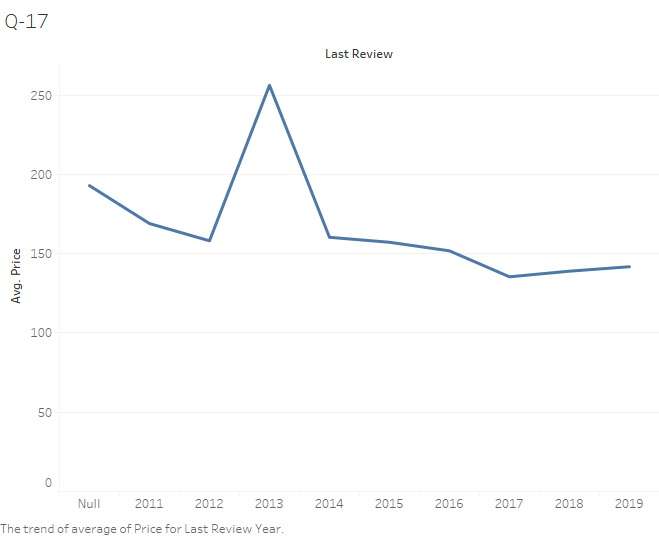 Q-17
Last Review
250
200
150
100
50
0
Avg. Price
Null 2011 2012 2013 2014 2015 2016 2017 2018 2019
The trend of average of Price for Last Review Year.